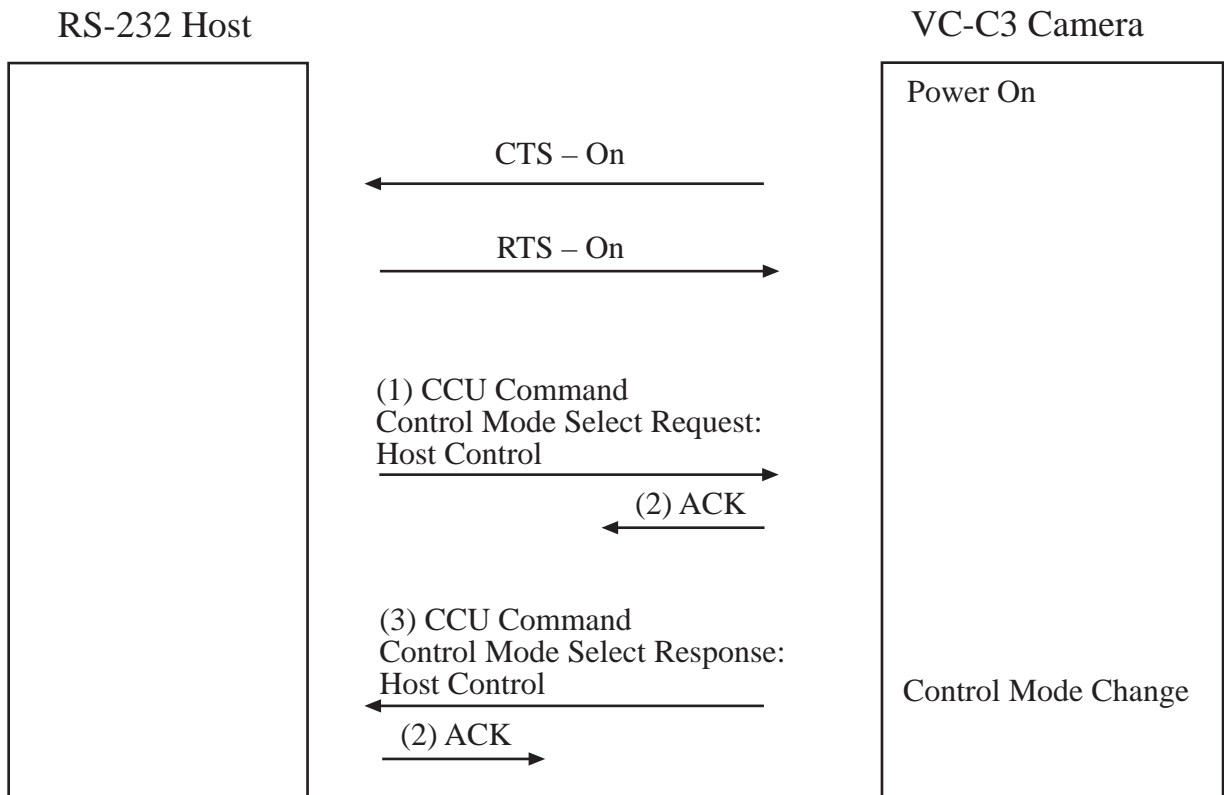 RS-232 Host
VC-C3 Camera
Power On
CTS – On
RTS – On
(1) CCU Command
Control Mode Select Request:
Host Control
(2) ACK
(3) CCU Command
Control Mode Select Response:
Host Control
Control Mode Change
(2) ACK